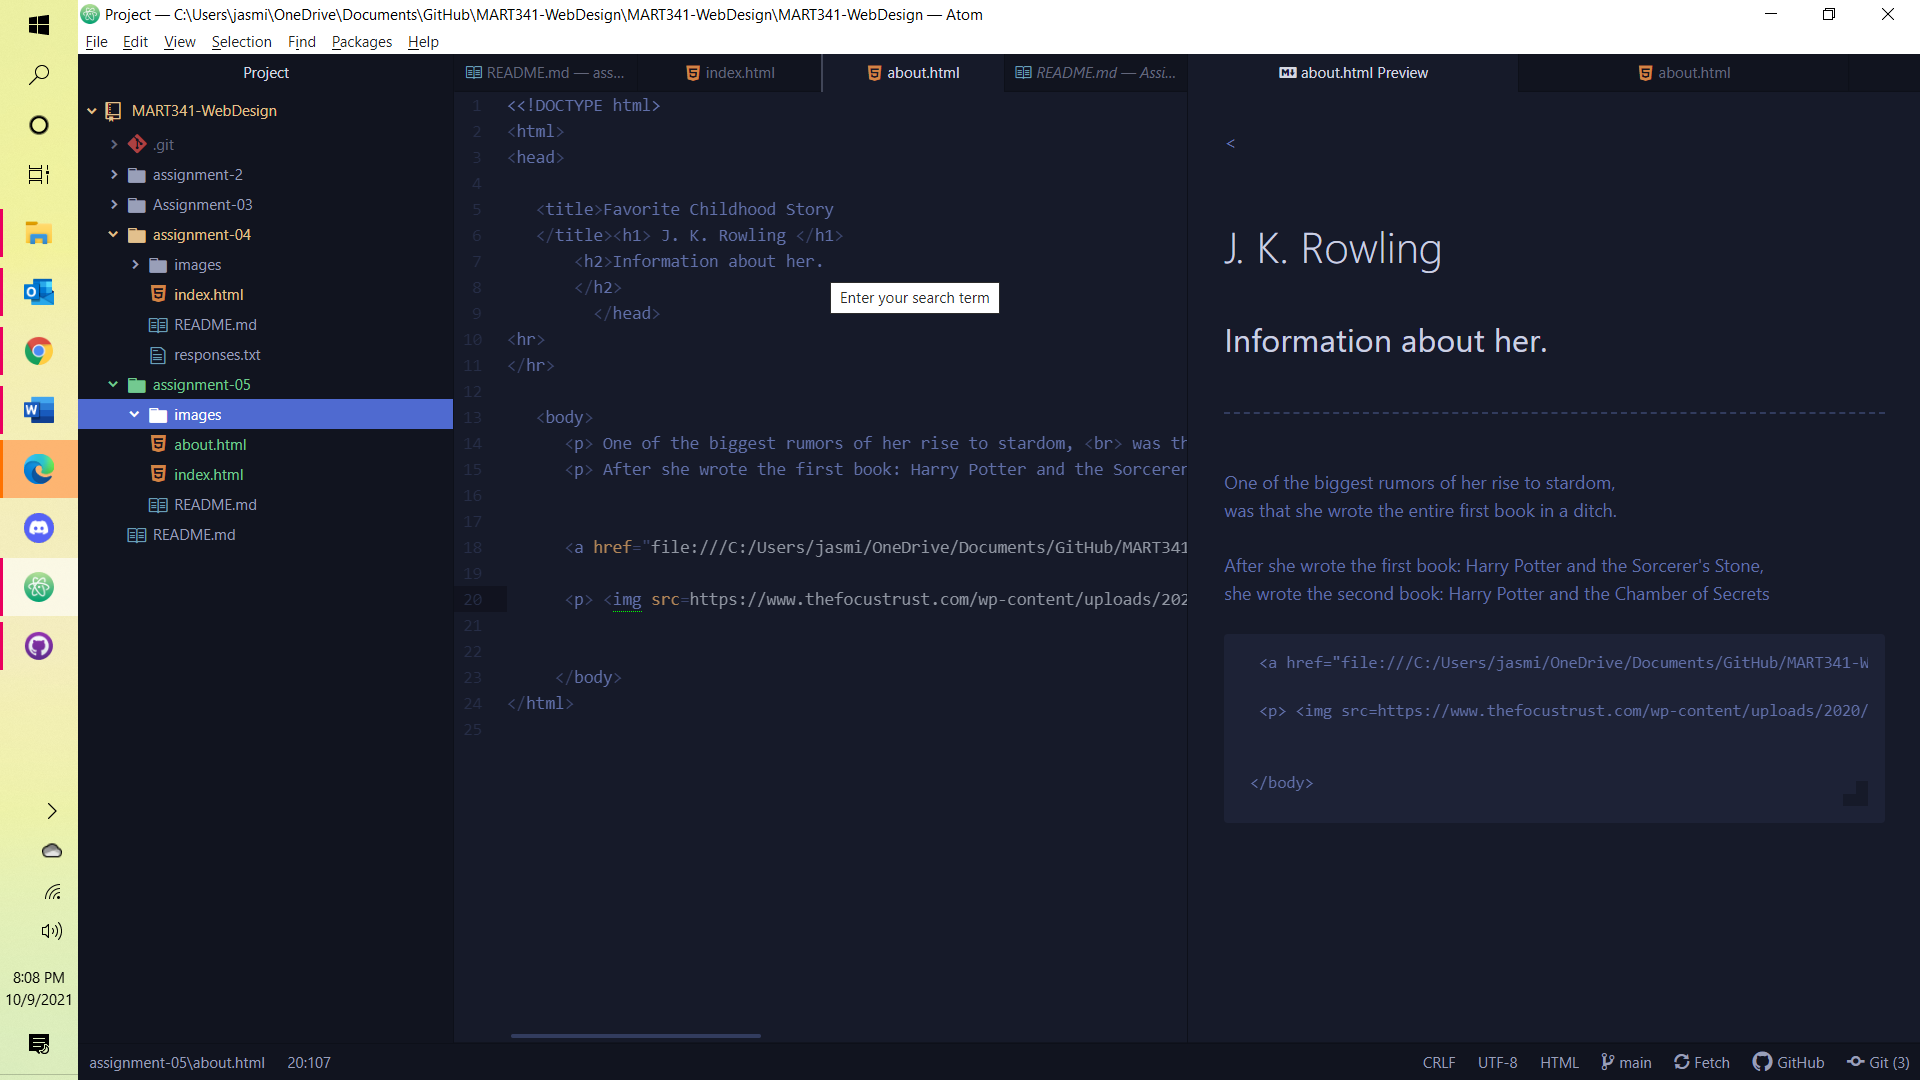 Project — C:\Users\jasmi\OneDrive\Documents\GitHub\MART341-WebDesign\MART341-WebDesign\MART341-WebDesign — Atom
File Edit View Selection Find Packages Help
Project
MART341-WebDesign
.git
assignment-2
Assignment-03
assignment-04
images
index.html
README.md
responses.txt
assignment-05
images
about.html
index.html
README.md
README.md
README.md — ass...
index.html
about.html
README.md — Assi...
1 <<!DOCTYPE html>
2 <html>
3 <head>
4
5 <title>Favorite Childhood Story
6 </title><h1> J. K. Rowling </h1>
7 <h2>Information about her.
8 </h2>
9 </head>
10 <hr>
11 </hr>
12
13 <body>
14 <p> One of the biggest rumors of her rise to stardom, <br> was th
15 <p> After she wrote the first book: Harry Potter and the Sorcerer
16
17
18 <a href="file:///C:/Users/jasmi/OneDrive/Documents/GitHub/MART341
19
20 <p> <img src=https://www.thefocustrust.com/wp-content/uploads/202
21
22
23 </body>
24 </html>
25
Enter your search term
about.html Preview
about.html
<
J. K. Rowling
Information about her.
One of the biggest rumors of her rise to stardom,
was that she wrote the entire first book in a ditch.
After she wrote the first book: Harry Potter and the Sorcerer's Stone,
she wrote the second book: Harry Potter and the Chamber of Secrets
<a href="file:///C:/Users/jasmi/OneDrive/Documents/GitHub/MART341-W
<p> <img src=https://www.thefocustrust.com/wp-content/uploads/2020/
</body>
8:08 PM
10/9/2021
assignment-05\about.html 20:107
CRLF UTF-8 HTML main Fetch GitHub Git (3)